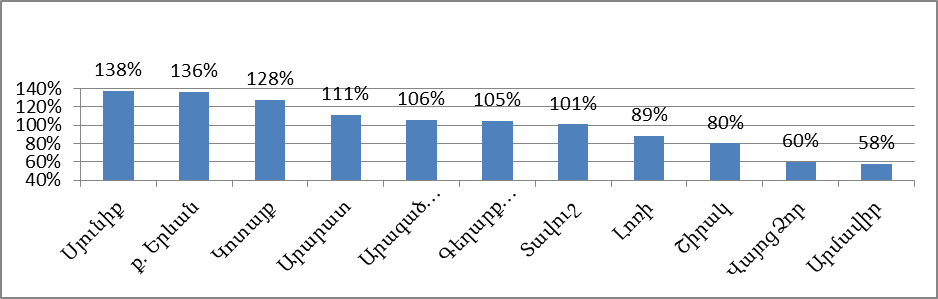 138%
136%
128%
111%
106%
105%
101%
89%
80%
60%
58%
140%
120%
100%
80%
60%
40%
Սյունիք
ք. Երևան
Կոտայք
Արարատ
Արագած...
Գեղարք...
Տավուշ
Լոռի
Շիրակ
Վայոց Ձոր
Արմավիր